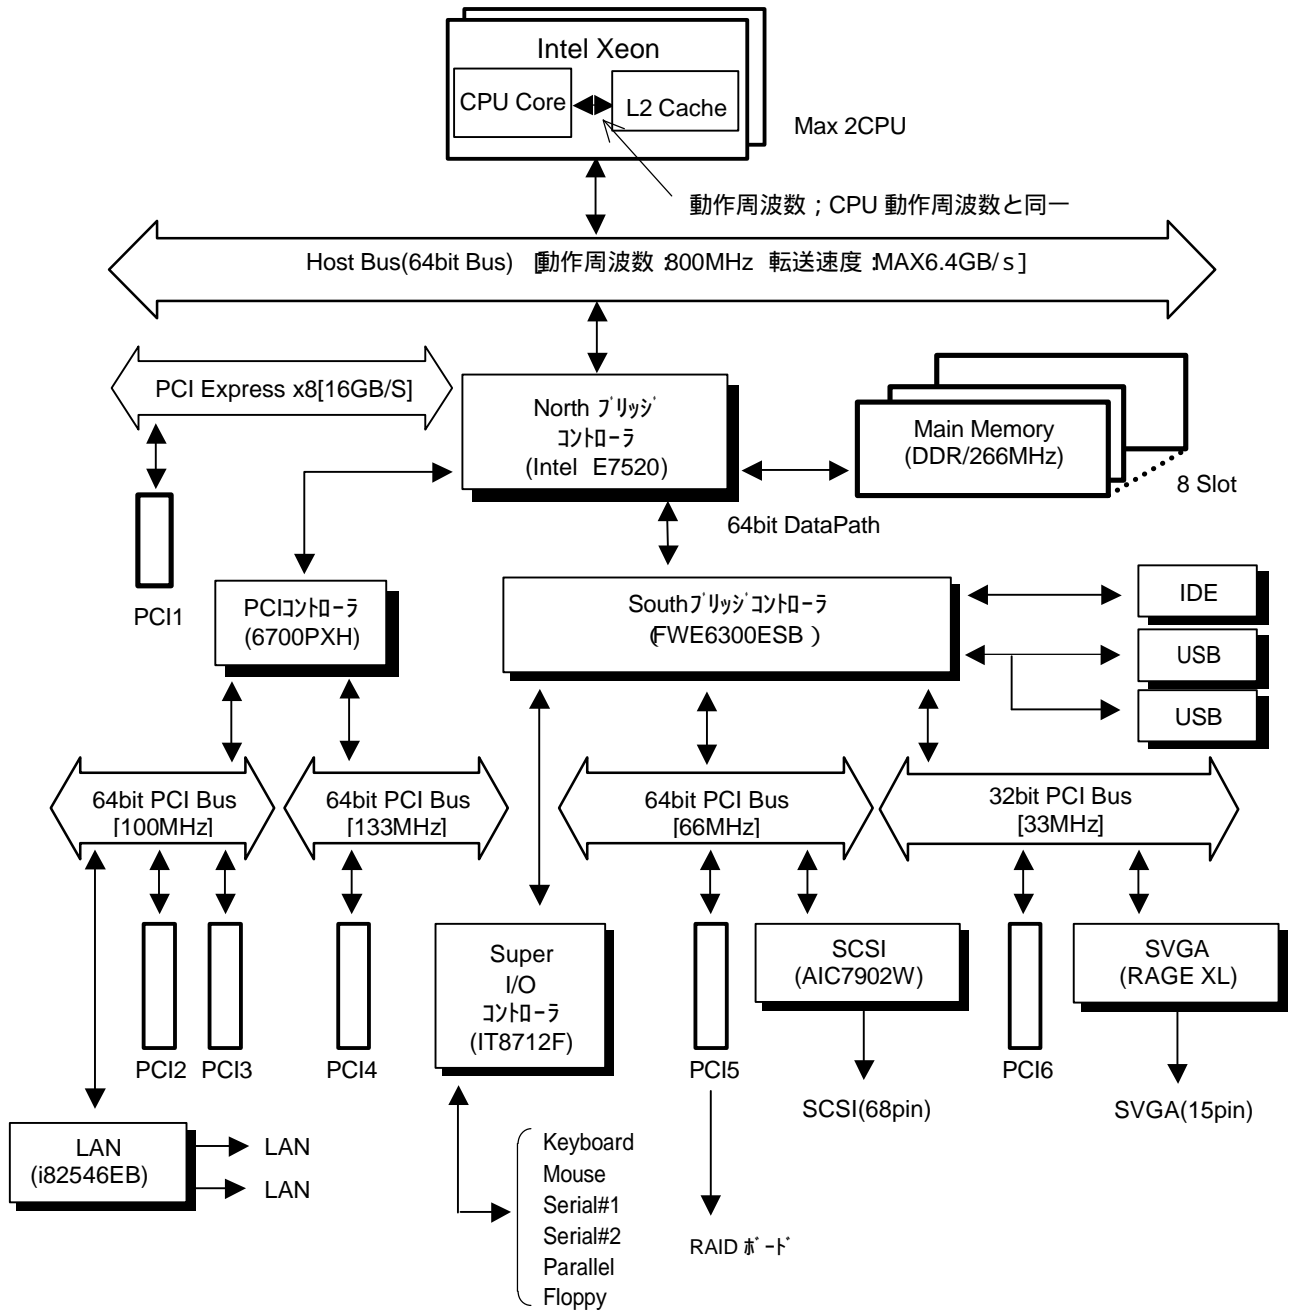 Intel Xeon
CPU Core
L2 Cache
Max 2CPU
動作周波数；CPU 動作周波数と同一
Host Bus(64bit Bus) [動作周波数:800MHz 転送速度:MAX6.4GB/s]
PCI Express x8[16GB/S]
North ﾌﾞﾘｯｼﾞ
ｺﾝﾄﾛｰﾗ
(Intel E7520)
Main Memory
(DDR/266MHz)
8 Slot
64bit DataPath
PCI1
PCIｺﾝﾄﾛｰﾗ
(6700PXH)
Southﾌﾞﾘｯｼﾞｺﾝﾄﾛｰﾗ
(FWE6300ESB）
IDE
USB
USB
64bit PCI Bus
[100MHz]
64bit PCI Bus
[133MHz]
64bit PCI Bus
[66MHz]
32bit PCI Bus
[33MHz]
PCI2
PCI3
PCI4
Super
I/O
ｺﾝﾄﾛｰﾗ
(IT8712F)
PCI5
SCSI
(AIC7902W)
PCI6
SVGA
(RAGE XL)
SCSI(68pin)
SVGA(15pin)
LAN
(i82546EB)
LAN
LAN
Keyboard
Mouse
Serial#1
Serial#2
Parallel
Floppy
RAID ﾎﾞｰﾄﾞ